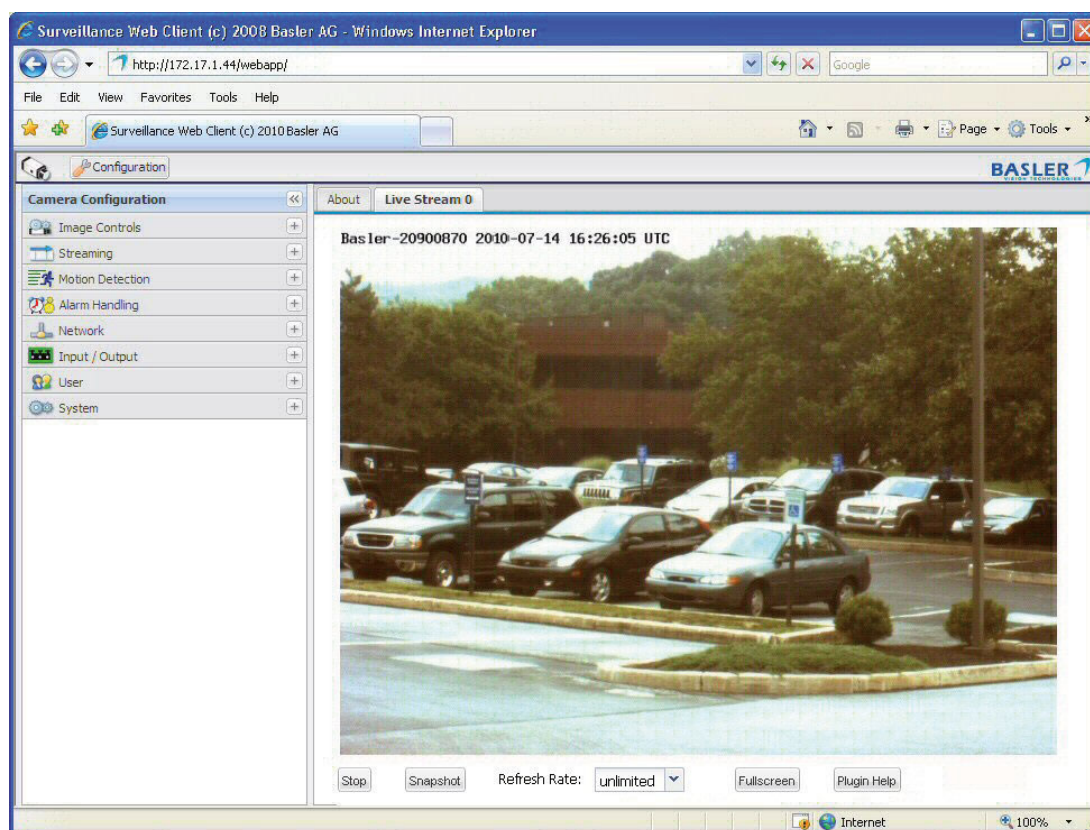 Surveillance Web Client (c) 2008 Basler AG - Windows Internet Explorer
http://172.17.1.44/webapp/
Google
File Edit View Favorites Tools Help
Surveillance Web Client (c) 2010 Basler AG
Page Tools
Configuration
BASLER
VISION TECHNOLOGIES
Camera Configuration
About Live Stream 0
Image Controls
Streaming
Motion Detection
Alarm Handling
Network
Input / Output
User
System
Basler-20900870 2010-07-14 16:26:05 UTC
Stop Snapshot Refresh Rate: unlimited Fullscreen Plugin Help
Internet 100%